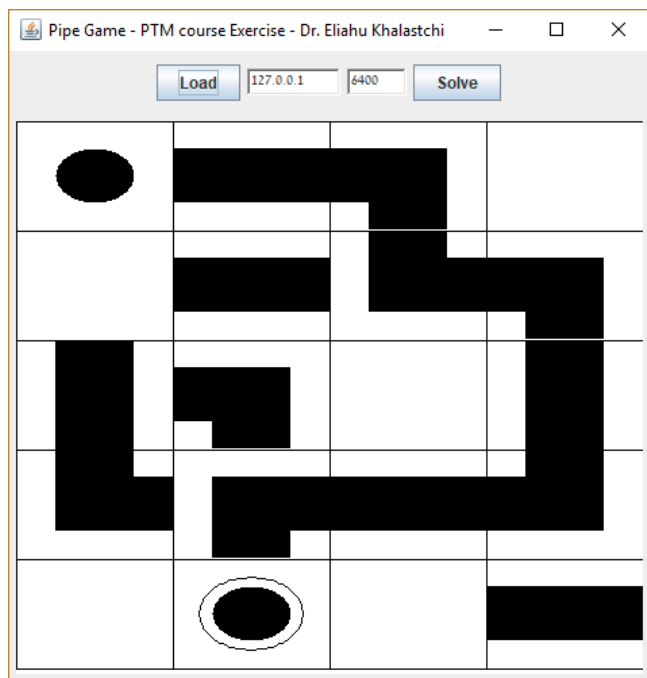 Pipe Game - PTM course Exercise - Dr. Eliahu Khalastchi
Load 127.0.0.1 6400 Solve